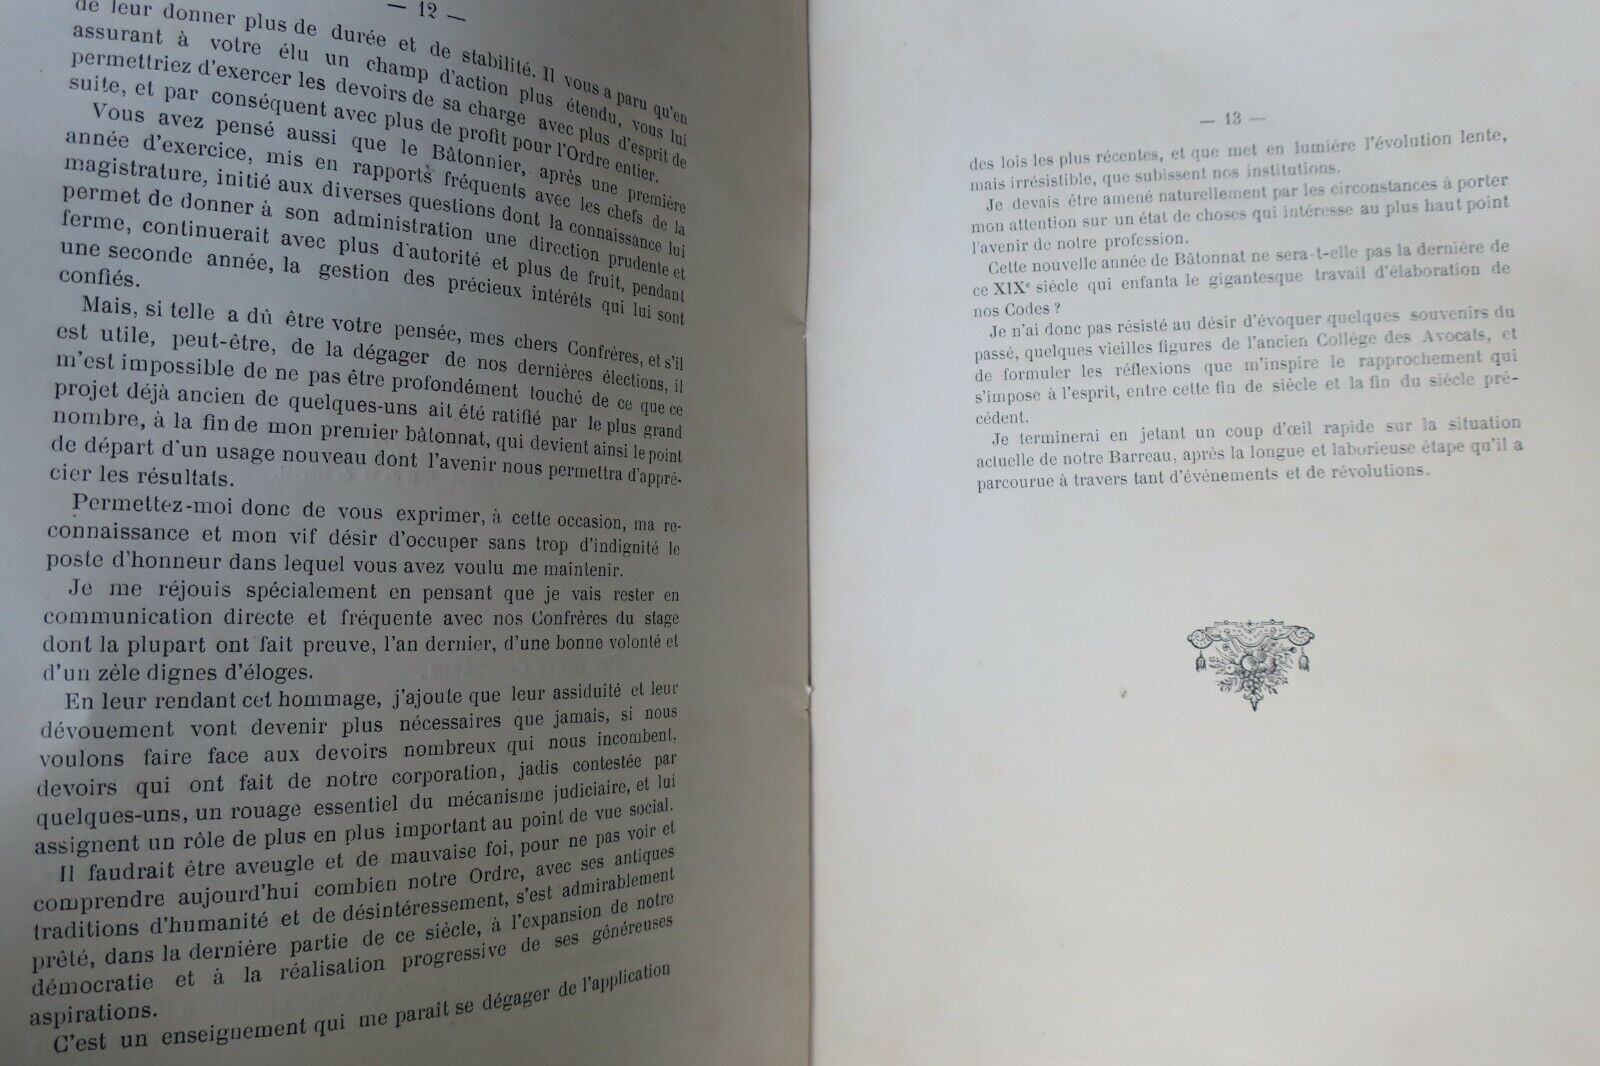 — 12 —
de leur donner plus de durée et de stabilité. Il vous a paru qu'en
assurant à votre élu un champ d'action plus étendu, vous lui
permettriez d'exercer les devoirs de sa charge avec plus d'esprit de
suite, et par conséquent avec plus de profit pour l'Ordre entier.
Vous avez pensé aussi que le Bâtonnier, après une première
année d'exercice, mis en rapports fréquents avec les chefs de la
magistrature, initié aux diverses questions dont la connaissance lui
permet de donner à son administration une direction prudente et
ferme, continuerait avec plus d'autorité et plus de fruit, pendant
une seconde année, la gestion des précieux intérêts qui lui sont
confiés.
Mais, si telle a dû être votre pensée, mes chers Confrères, et s'il
est utile, peut-être, de la dégager de nos dernières élections, il
m'est impossible de ne pas être profondément touché de ce que ce
projet déjà ancien de quelques-uns ait été ratifié par le plus grand
nombre, à la fin de mon premier bâtonnat, qui devient ainsi le point
de départ d'un usage nouveau dont l'avenir nous permettra d'appré-
cier les résultats.
Permettez-moi donc de vous exprimer, à cette occasion, ma re-
connaissance et mon vif désir d'occuper sans trop d'indignité le
poste d'honneur dans lequel vous avez voulu me maintenir.
Je me réjouis spécialement en pensant que je vais rester en
communication directe et fréquente avec nos Confrères du stage
dont la plupart ont fait preuve, l'an dernier, d'une bonne volonté et
d'un zèle dignes d'éloges.
En leur rendant cet hommage, j'ajoute que leur assiduité et leur
dévouement vont devenir plus nécessaires que jamais, si nous
voulons faire face aux devoirs nombreux qui nous incombent,
devoirs qui ont fait de notre corporation, jadis contestée par
quelques-uns, un rouage essentiel du mécanisme judiciaire, et lui
assignent un rôle de plus en plus important au point de vue social.
Il faudrait être aveugle et de mauvaise foi, pour ne pas voir et
comprendre aujourd'hui combien notre Ordre, avec ses antiques
traditions d'humanité et de désintéressement, s'est admirablement
prêté, dans la dernière partie de ce siècle, à l'expansion de notre
démocratie et à la réalisation progressive de ses généreuses
aspirations.
C'est un enseignement qui me paraît se dégager de l'application
— 13 —
des lois les plus récentes, et que met en lumière l'évolution lente,
mais irrésistible, que subissent nos institutions.
Je devais être amené naturellement par les circonstances à porter
mon attention sur un état de choses qui intéresse au plus haut point
l'avenir de notre profession.
Cette nouvelle année de Bâtonnat ne sera-t-elle pas la dernière de
ce XIXe siècle qui enfanta le gigantesque travail d'élaboration de
nos Codes ?
Je n'ai donc pas résisté au désir d'évoquer quelques souvenirs du
passé, quelques vieilles figures de l'ancien Collège des Avocats, et
de formuler les réflexions que m'inspire le rapprochement qui
s'impose à l'esprit, entre cette fin de siècle et la fin du siècle pré-
cédent.
Je terminerai en jetant un coup d'œil rapide sur la situation
actuelle de notre Barreau, après la longue et laborieuse étape qu'il a
parcourue à travers tant d'événements et de révolutions.